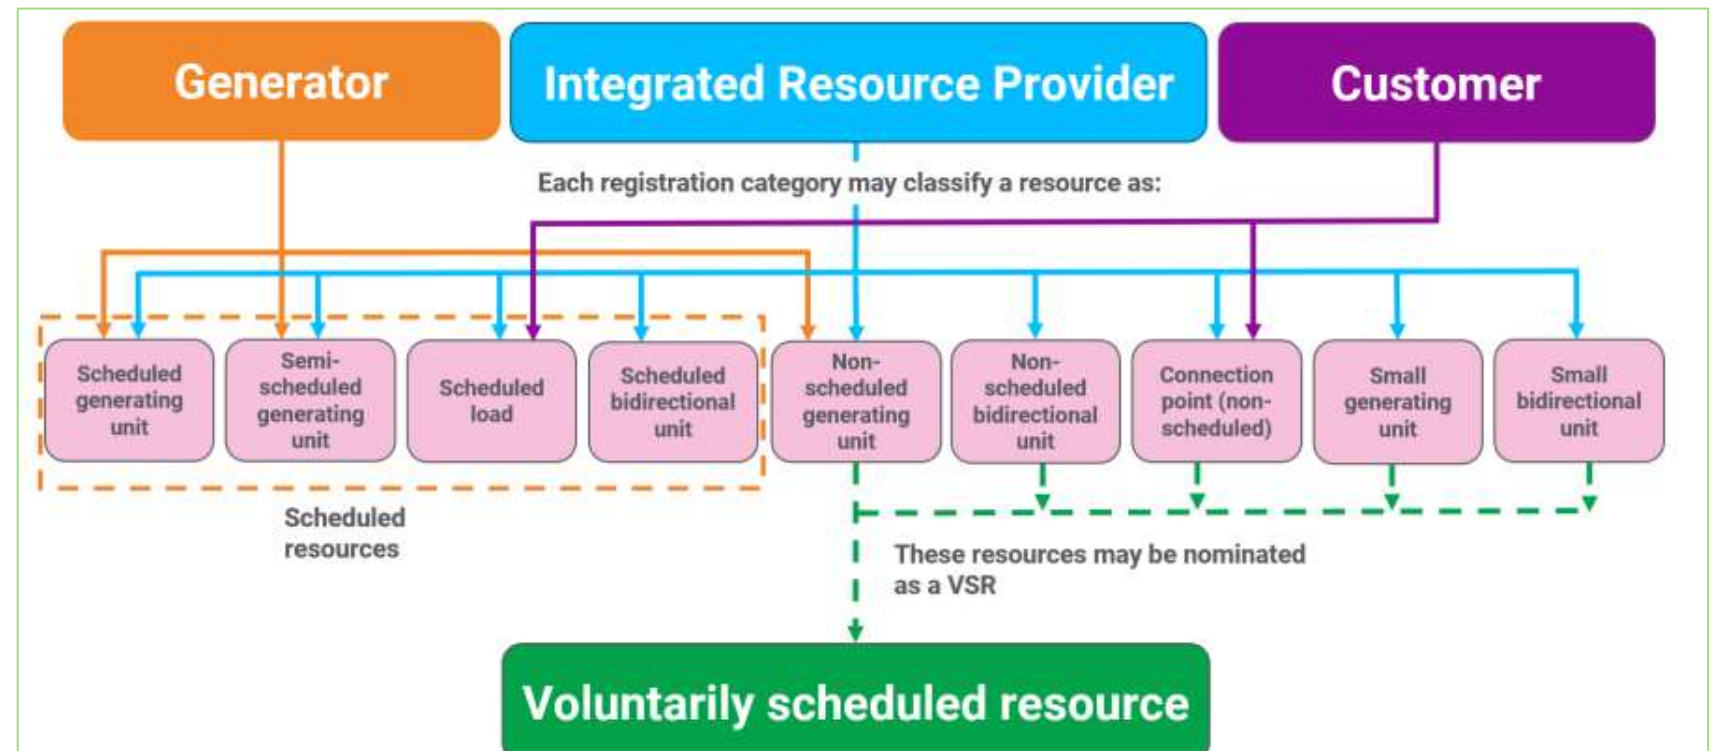 Generator
Integrated Resource Provider
Customer
Each registration category may classify a resource as:
Scheduled
generating
unit
Semi-
scheduled
generating
unit
Scheduled
load
Scheduled
bidirectional
unit
Non-
scheduled
generating
unit
Non-
scheduled
bidirectional
unit
Connection
point (non-
scheduled)
Small
generating
unit
Small
bidirectional
unit
Scheduled
resources
These resources may be nominated
as a VSR
Voluntarily scheduled resource